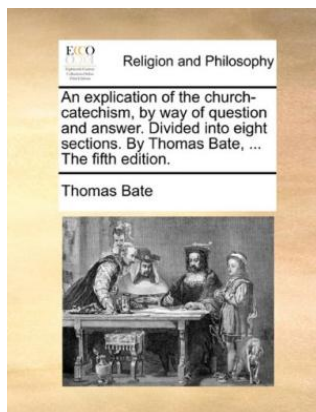 ECCO
Religion and Philosophy
An explication of the church-
catechism, by way of question
and answer. Divided into eight
sections. By Thomas Bate, ...
The fifth edition.
Thomas Bate